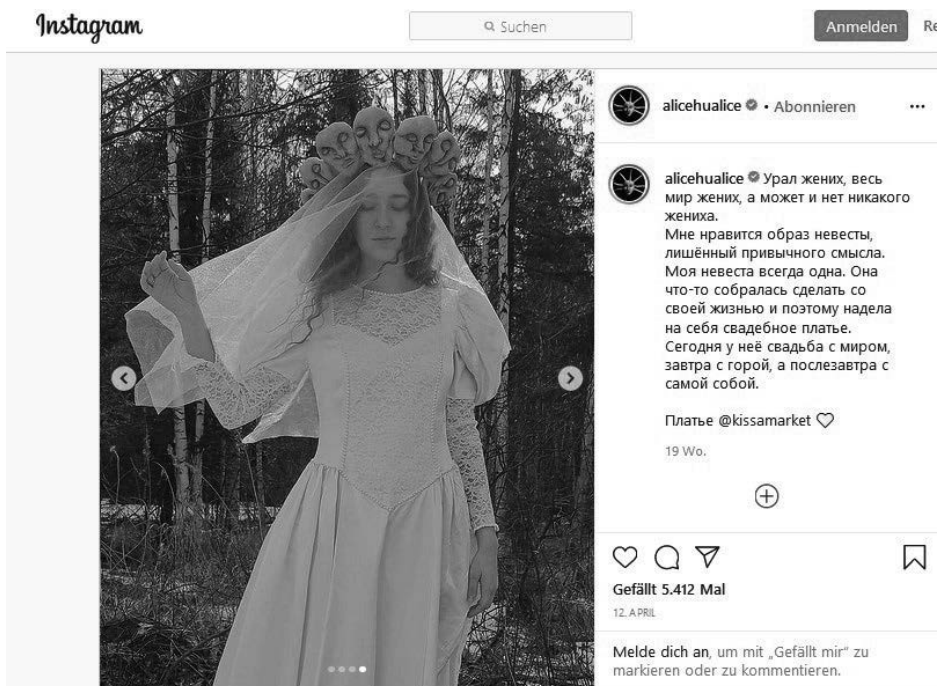 Instagram
Suchen
Anmelden
alicehualice • Abonnieren
alicehualice Урал жених, весь
мир жених, а может и нет никакого
жениха.
Мне нравится образ невесты,
лишённый привычного смысла.
Моя невеста всегда одна. Она
что-то собралась сделать со
своей жизнью и поэтому надела
на себя свадебное платье.
Сегодня у неё свадьба с миром,
завтра с горой, а послезавтра с
самой собой.
Платье @kissamarket ♡
19 Wo.
Gefällt 5.412 Mal
12. APRIL
Melde dich an, um mit „Gefällt mir“ zu
markieren oder zu kommentieren.